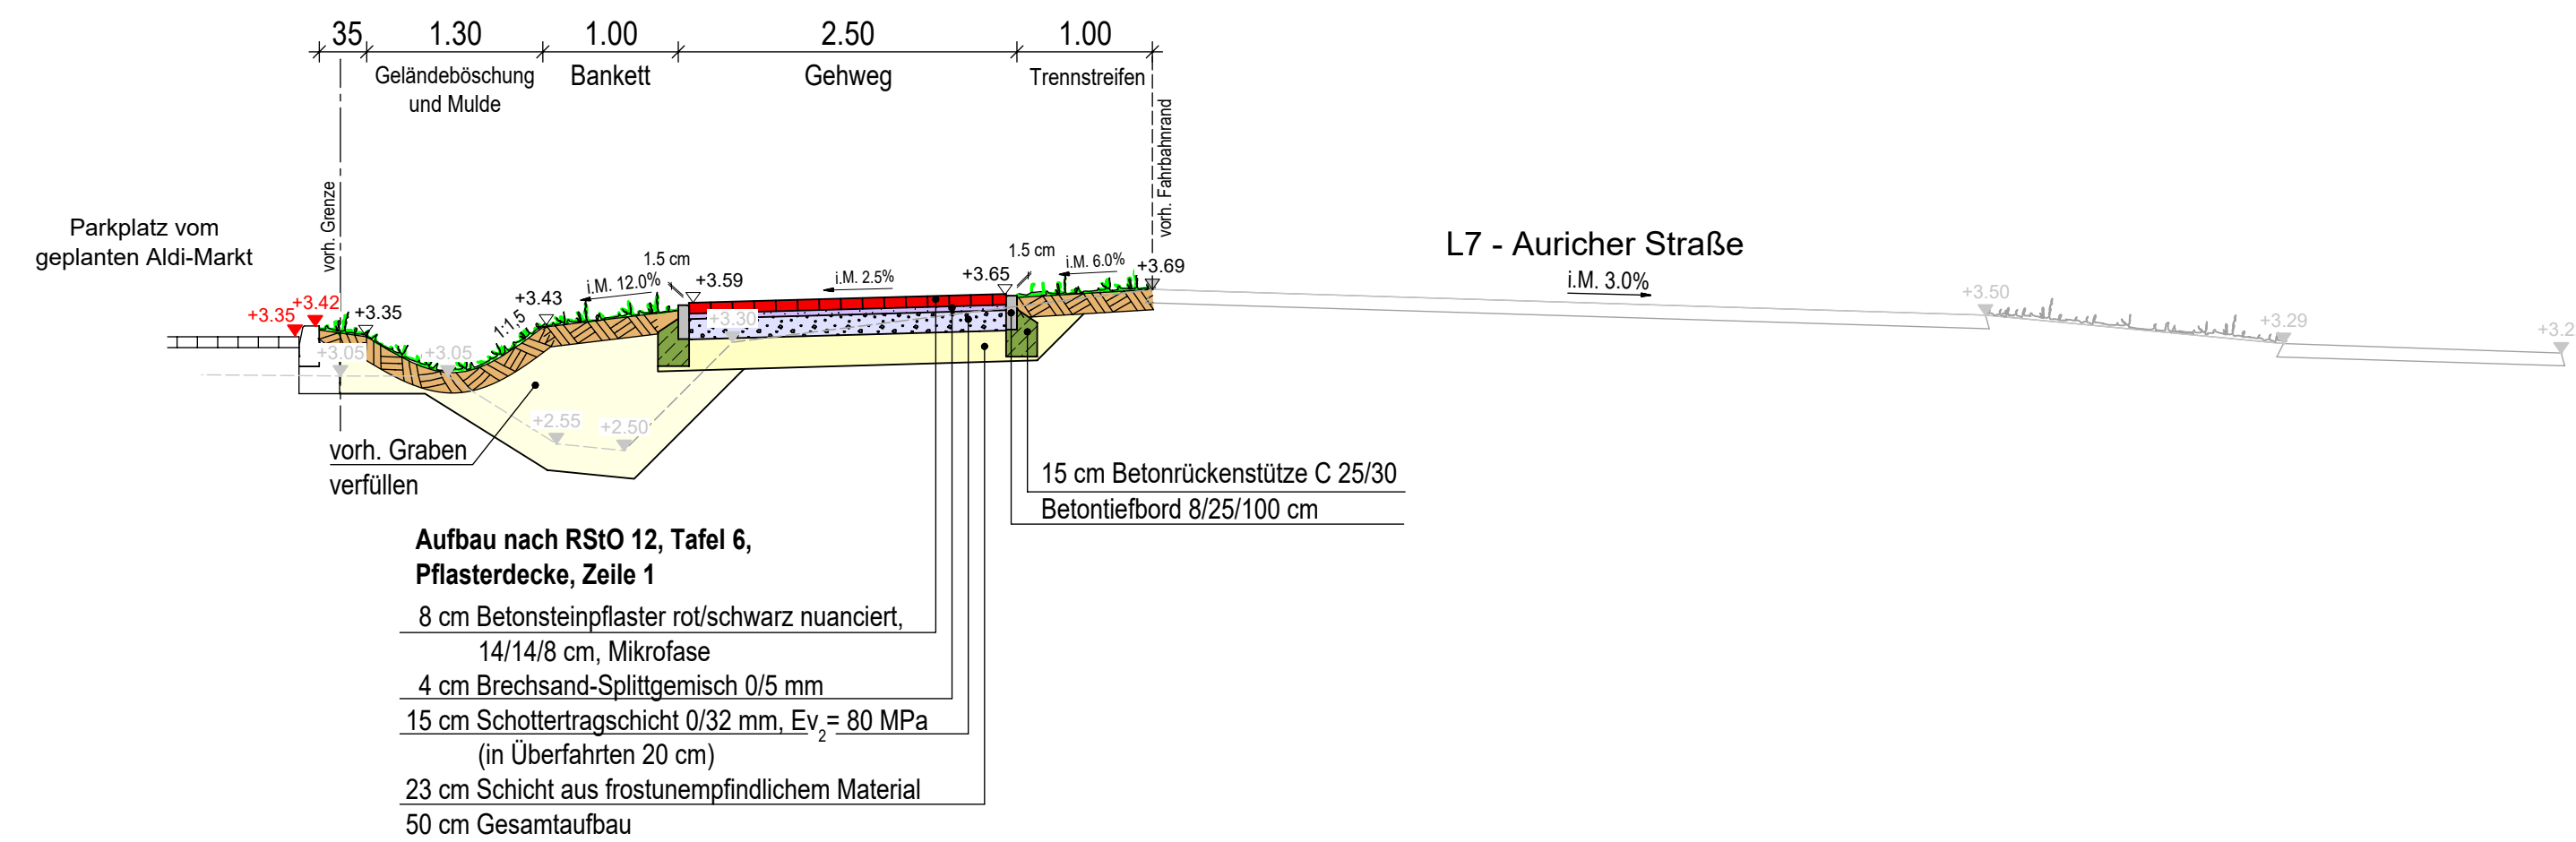 35 1.30 1.00 2.50 1.00
Geländeböschung
und Mulde
Bankett
Gehweg
Trennstreifen
vorh. Grenze
vorh. Fahrbahnrand
Parkplatz vom
geplanten Aldi-Markt
L7 - Auricher Straße
i.M. 3.0%
1.5 cm
1.5 cm
i.M. 12.0%
i.M. 2.5%
i.M. 6.0%
+3.35
+3.42
+3.35
1:1,5
+3.43
+3.59
+3.65
+3.69
+3.50
+3.29
+3.2
+3.05
+3.05
+3.30
+2.55
+2.50
vorh. Graben
verfüllen
15 cm Betonrückenstütze C 25/30
Betontiefbord 8/25/100 cm
Aufbau nach RStO 12, Tafel 6,
Pflasterdecke, Zeile 1
8 cm Betonsteinpflaster rot/schwarz nuanciert,
14/14/8 cm, Mikrofase
4 cm Brechsand-Splittgemisch 0/5 mm
15 cm Schottertragschicht 0/32 mm, Ev₂= 80 MPa
(in Überfahrten 20 cm)
23 cm Schicht aus frostunempfindlichem Material
50 cm Gesamtaufbau